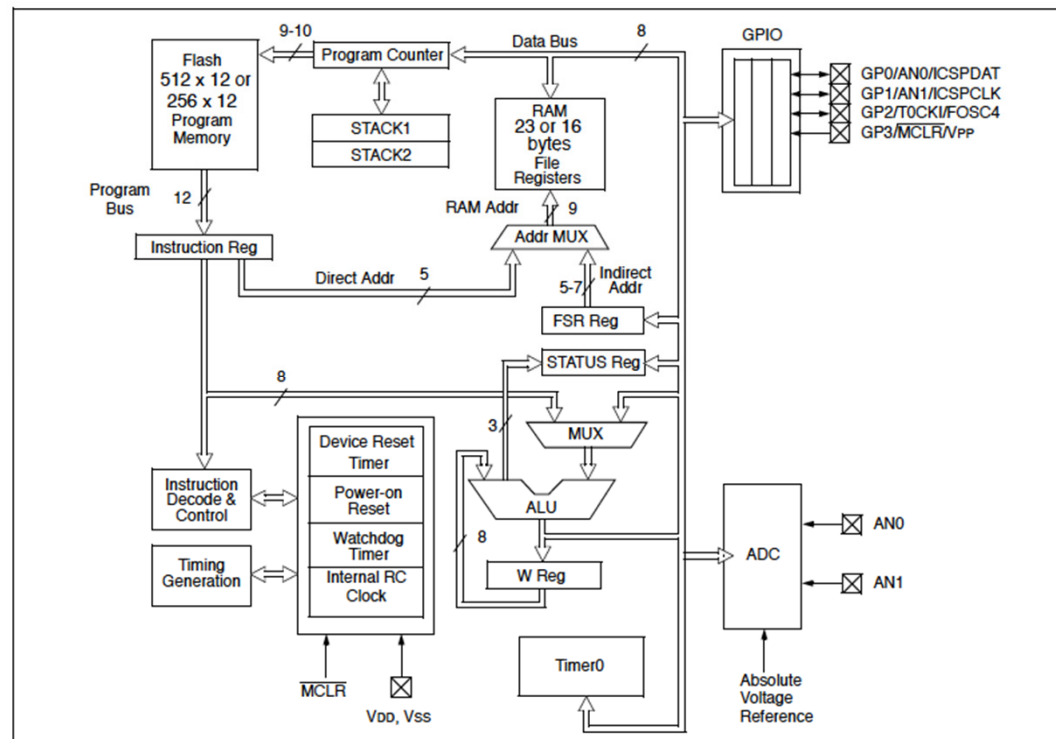 9-10
Program Counter
Data Bus
8
GPIO
Flash
512 x 12 or
256 x 12
Program
Memory
STACK1
STACK2
RAM
23 or 16
bytes
File
Registers
GP0/AN0/ICSPDAT
GP1/AN1/ICSPCLK
GP2/T0CKI/FOSC4
GP3/MCLR/VPP
Program
Bus
12
RAM Addr
9
Instruction Reg
Addr MUX
Direct Addr
5
5-7
Indirect
Addr
FSR Reg
STATUS Reg
8
3
MUX
Device Reset
Timer
Instruction
Decode &
Control
Power-on
Reset
ALU
8
Watchdog
Timer
Timing
Generation
Internal RC
Clock
W Reg
ADC
AN0
AN1
Timer0
MCLR
VDD, VSS
Absolute
Voltage
Reference